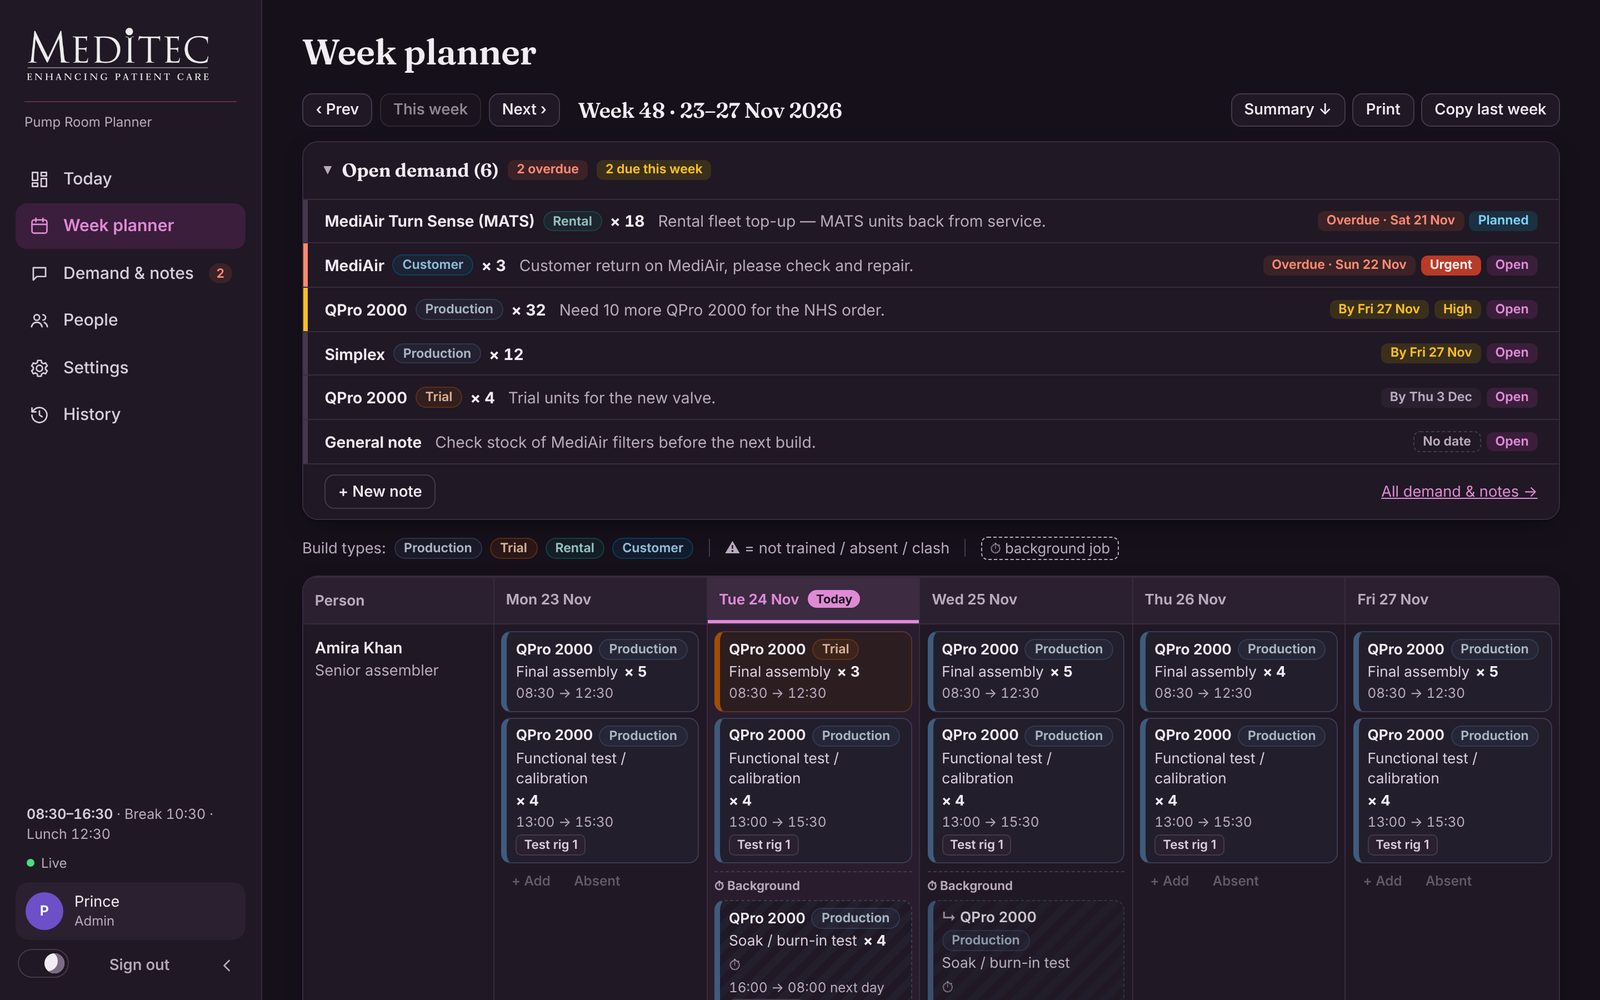 MEDiTEC
ENHANCING PATIENT CARE
Pump Room Planner
Today
Week planner
Demand & notes 2
People
Settings
History
08:30–16:30 · Break 10:30 ·
Lunch 12:30
Live
P
Prince
Admin
Sign out
Week planner
‹ Prev This week Next › Week 48 · 23–27 Nov 2026 Summary ↓ Print Copy last week
▼ Open demand (6) 2 overdue 2 due this week
MediAir Turn Sense (MATS) Rental × 18 Rental fleet top-up — MATS units back from service. Overdue · Sat 21 Nov Planned
MediAir Customer × 3 Customer return on MediAir, please check and repair. Overdue · Sun 22 Nov Urgent Open
QPro 2000 Production × 32 Need 10 more QPro 2000 for the NHS order. By Fri 27 Nov High Open
Simplex Production × 12 By Fri 27 Nov Open
QPro 2000 Trial × 4 Trial units for the new valve. By Thu 3 Dec Open
General note Check stock of MediAir filters before the next build. No date Open
+ New note All demand & notes →
Build types: Production Trial Rental Customer ⚠ = not trained / absent / clash ⏱ background job
Person Mon 23 Nov Tue 24 Nov Today Wed 25 Nov Thu 26 Nov Fri 27 Nov
Amira Khan
Senior assembler
QPro 2000 Production
Final assembly × 5
08:30 → 12:30
QPro 2000 Production
Functional test /
calibration
× 4
13:00 → 15:30
Test rig 1
+ Add Absent
QPro 2000 Trial
Final assembly × 3
08:30 → 12:30
QPro 2000 Production
Functional test /
calibration
× 4
13:00 → 15:30
Test rig 1
⏱ Background
QPro 2000 Production
Soak / burn-in test × 4
⏱
16:00 → 08:00 next day
QPro 2000 Production
Final assembly × 5
08:30 → 12:30
QPro 2000 Production
Functional test /
calibration
× 4
13:00 → 15:30
Test rig 1
⏱ Background
↪ QPro 2000
Production
Soak / burn-in test
⏱
QPro 2000 Production
Final assembly × 4
08:30 → 12:30
QPro 2000 Production
Functional test /
calibration
× 4
13:00 → 15:30
Test rig 1
+ Add Absent
QPro 2000 Production
Final assembly × 5
08:30 → 12:30
QPro 2000 Production
Functional test /
calibration
× 4
13:00 → 15:30
Test rig 1
+ Add Absent